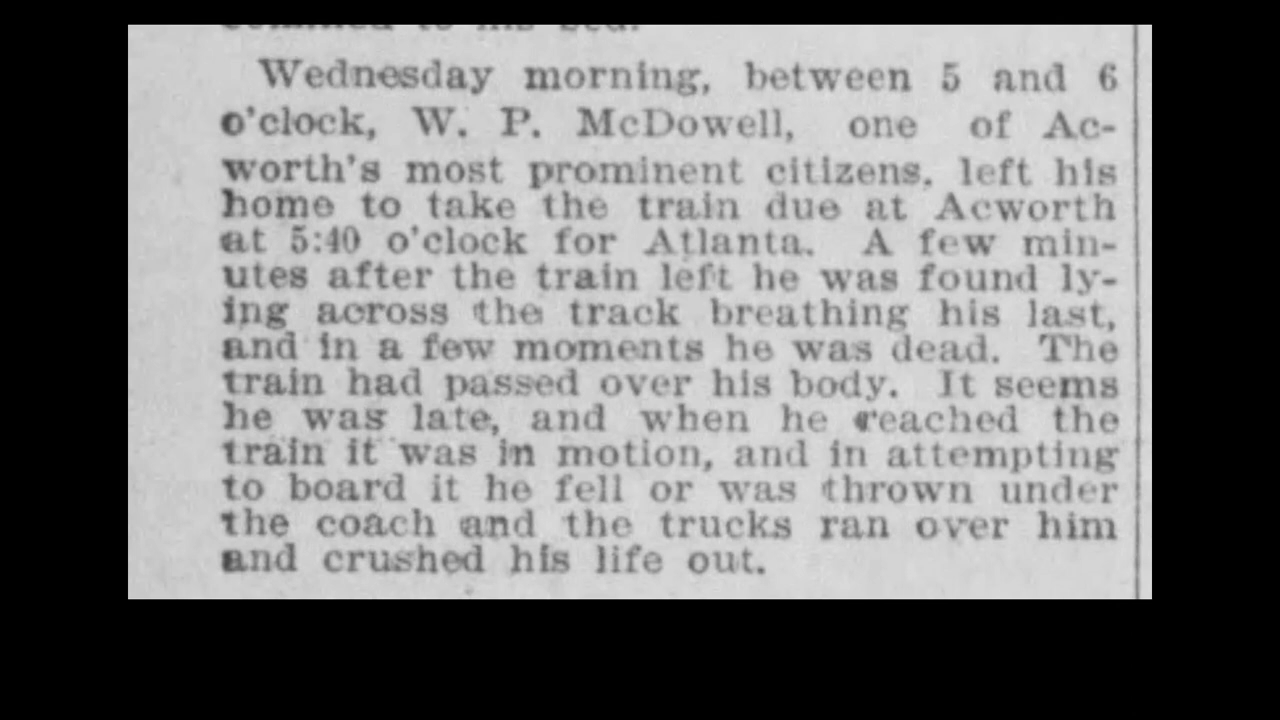 Wednesday morning, between 5 and 6
o'clock, W. P. McDowell, one of Ac-
worth's most prominent citizens, left his
home to take the train due at Acworth
at 5:40 o'clock for Atlanta. A few min-
utes after the train left he was found ly-
ing across the track breathing his last,
and in a few moments he was dead. The
train had passed over his body. It seems
he was late, and when he reached the
train it was in motion, and in attempting
to board it he fell or was thrown under
the coach and the trucks ran over him
and crushed his life out.